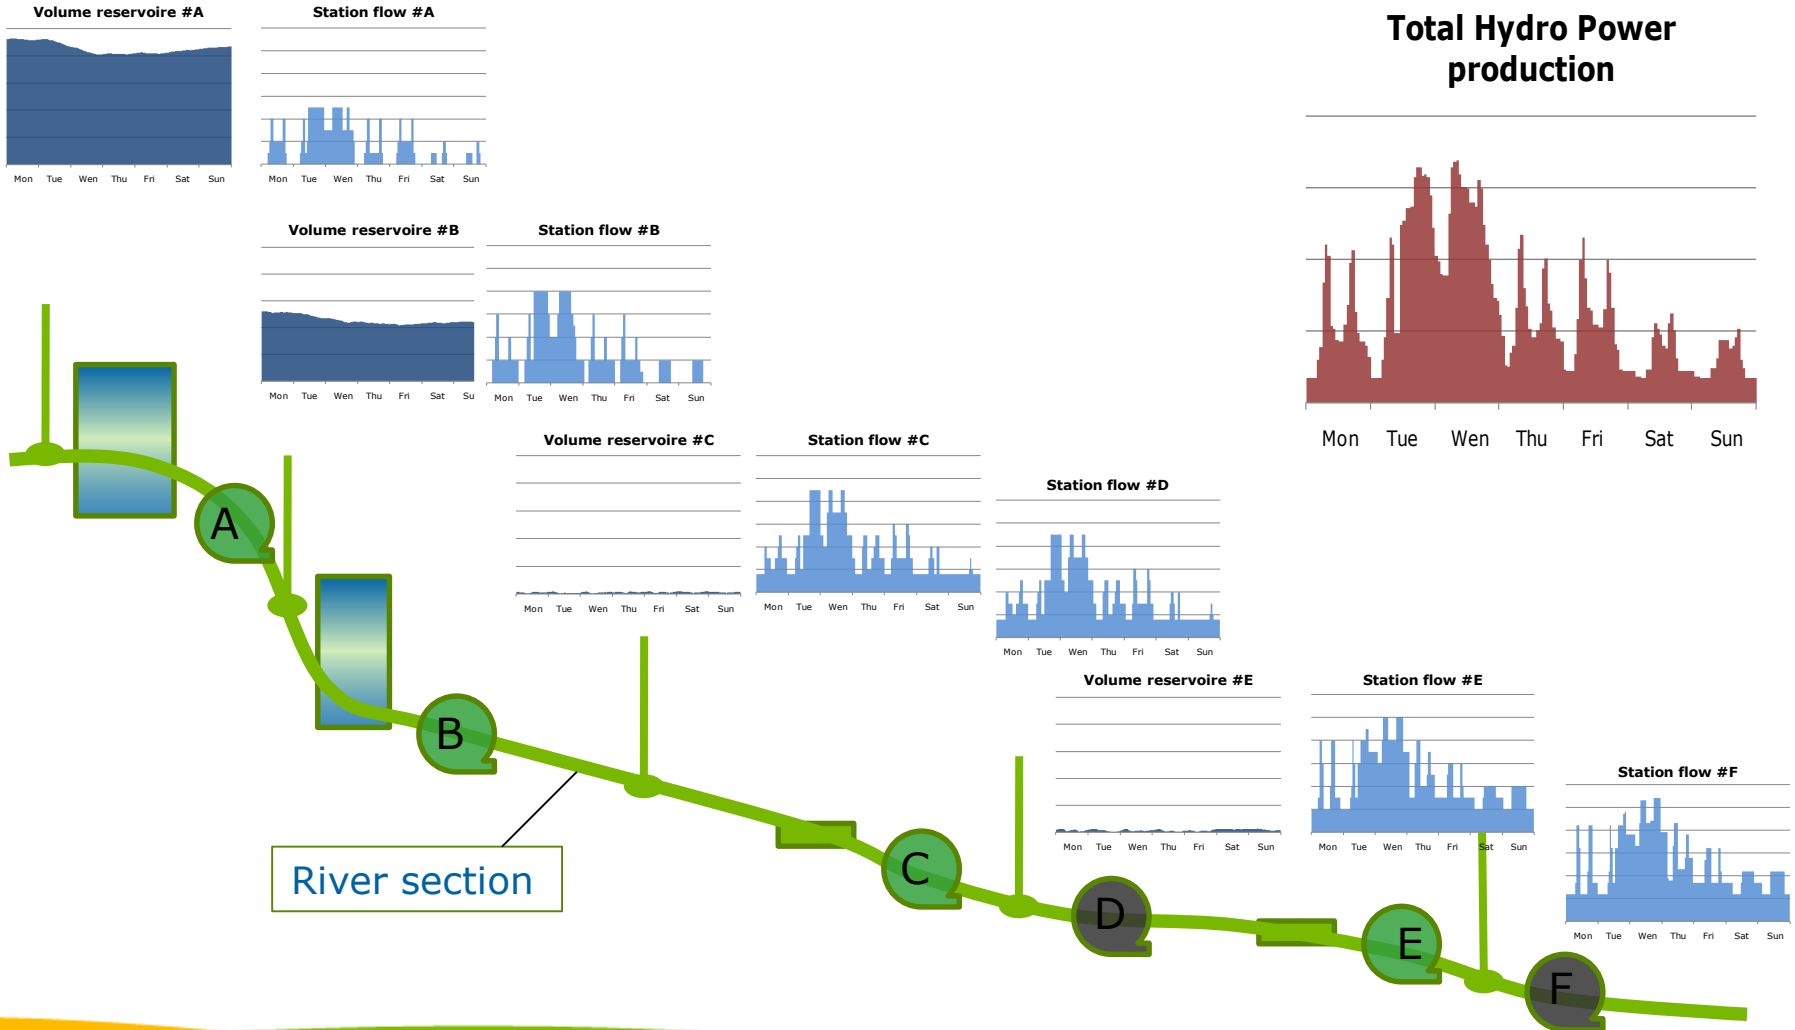 Volume reservoire #A
Mon Tue Wen Thu Fri Sat Sun
Station flow #A
Mon Tue Wen Thu Fri Sat Sun
Total Hydro Power
production
Mon Tue Wen Thu Fri Sat Sun
Volume reservoire #B
Mon Tue Wen Thu Fri Sat Su
Station flow #B
Mon Tue Wen Thu Fri Sat Sun
Volume reservoire #C
Mon Tue Wen Thu Fri Sat Sun
Station flow #C
Mon Tue Wen Thu Fri Sat Sun
Station flow #D
Mon Tue Wen Thu Fri Sat Sun
Volume reservoire #E
Mon Tue Wen Thu Fri Sat Sun
Station flow #E
Mon Tue Wen Thu Fri Sat Sun
Station flow #F
Mon Tue Wen Thu Fri Sat Sun
A
B
River section
C
D
E
F